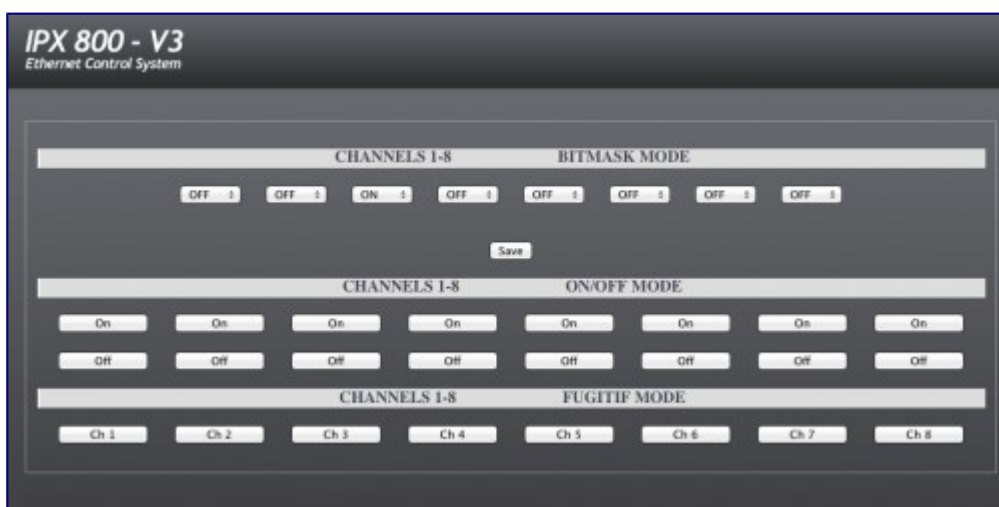 IPX 800 - V3
Ethernet Control System
CHANNELS 1-8 BITMASK MODE
OFF OFF ON OFF OFF OFF OFF OFF
Save
CHANNELS 1-8 ON/OFF MODE
On On On On On On On On
Off Off Off Off Off Off Off Off
CHANNELS 1-8 FUGITIF MODE
Ch 1 Ch 2 Ch 3 Ch 4 Ch 5 Ch 6 Ch 7 Ch 8